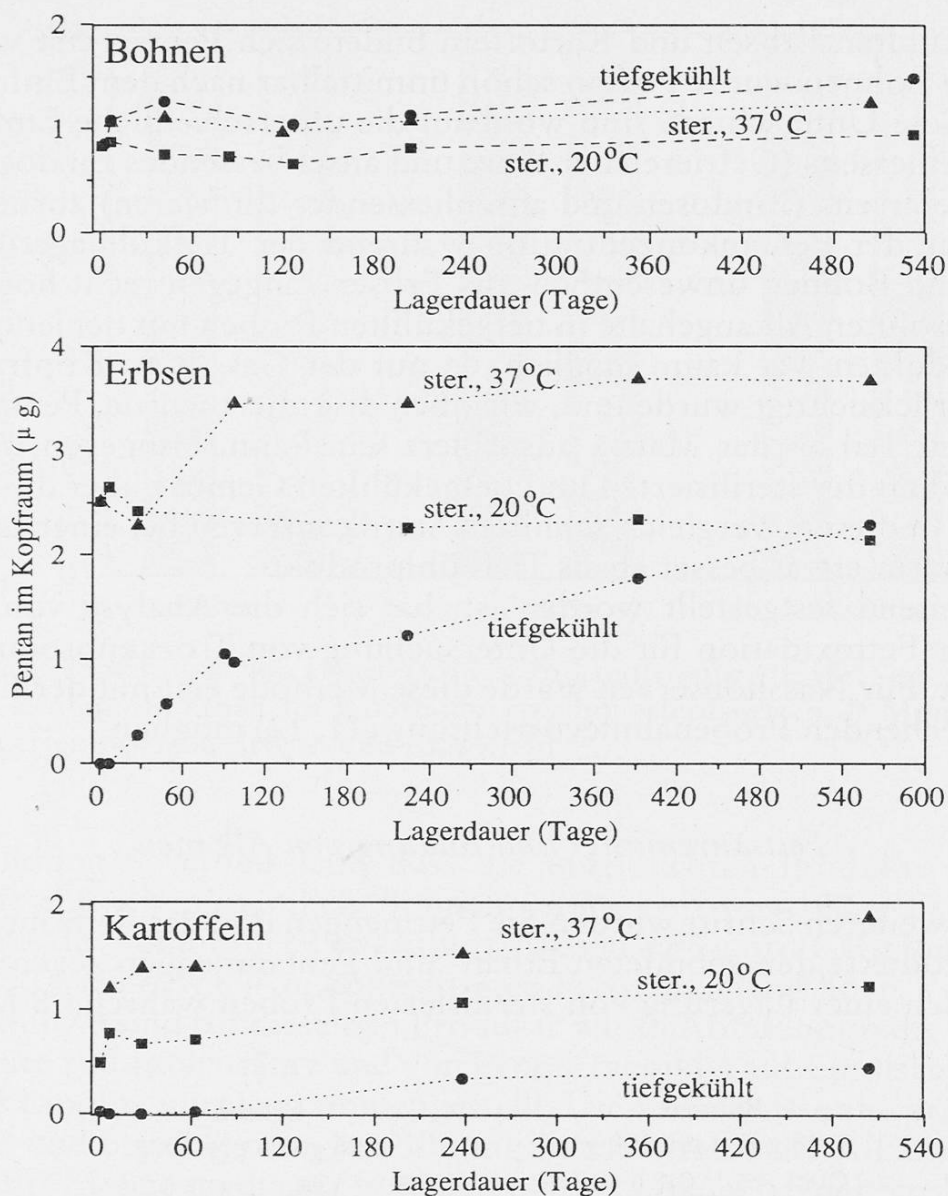 2
Bohnen
tiefgekühlt
1
ster., 37°C
ster., 20°C
0
0 60 120 180 240 300 360 420 480 540
Lagerdauer (Tage)
4
Erbsen
ster., 37°C
3
ster., 20°C
2
tiefgekühlt
1
0
0 60 120 180 240 300 360 420 480 540 600
Lagerdauer (Tage)
Pentan im Kopfraum (µ g)
2
Kartoffeln
ster., 37°C
ster., 20°C
1
tiefgekühlt
0
0 60 120 180 240 300 360 420 480 540
Lagerdauer (Tage)